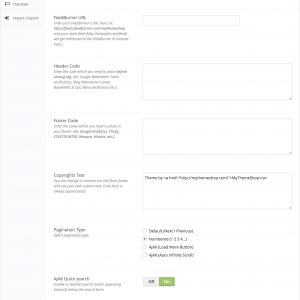 Translate
Import / Export
FeedBurner URL
Enter your FeedBurner's URL here, ex:
http://feeds.feedburner.com/mythemeshop
and your main feed (http://example.com/feed)
will get redirected to the FeedBurner ID entered
here.)
Header Code
Enter the code which you need to place before
closing </head> tag. (ex: Google Webmaster Tools
verification, Bing Webmaster Center,
BuySellAds Script, Alexa verification etc.)
Footer Code
Enter the codes which you need to place in
your footer. (ex: Google Analytics, Clicky,
STATCOUNTER, Woopra, Histats, etc.)
Copyrights Text
You can change or remove our link from footer
and use your own custom text. (Link back is
always appreciated)
Theme by <a href="http://mythemeshop.com/">MyThemeShop</a>
Pagination Type
Select pagination type.
Default (Next / Previous)
Numbered (1 2 3 4...)
AJAX (Load More Button)
AJAX (Auto Infinite Scroll)
AJAX Quick search
Enable or disable search results appearing
instantly below the search form
Off
On